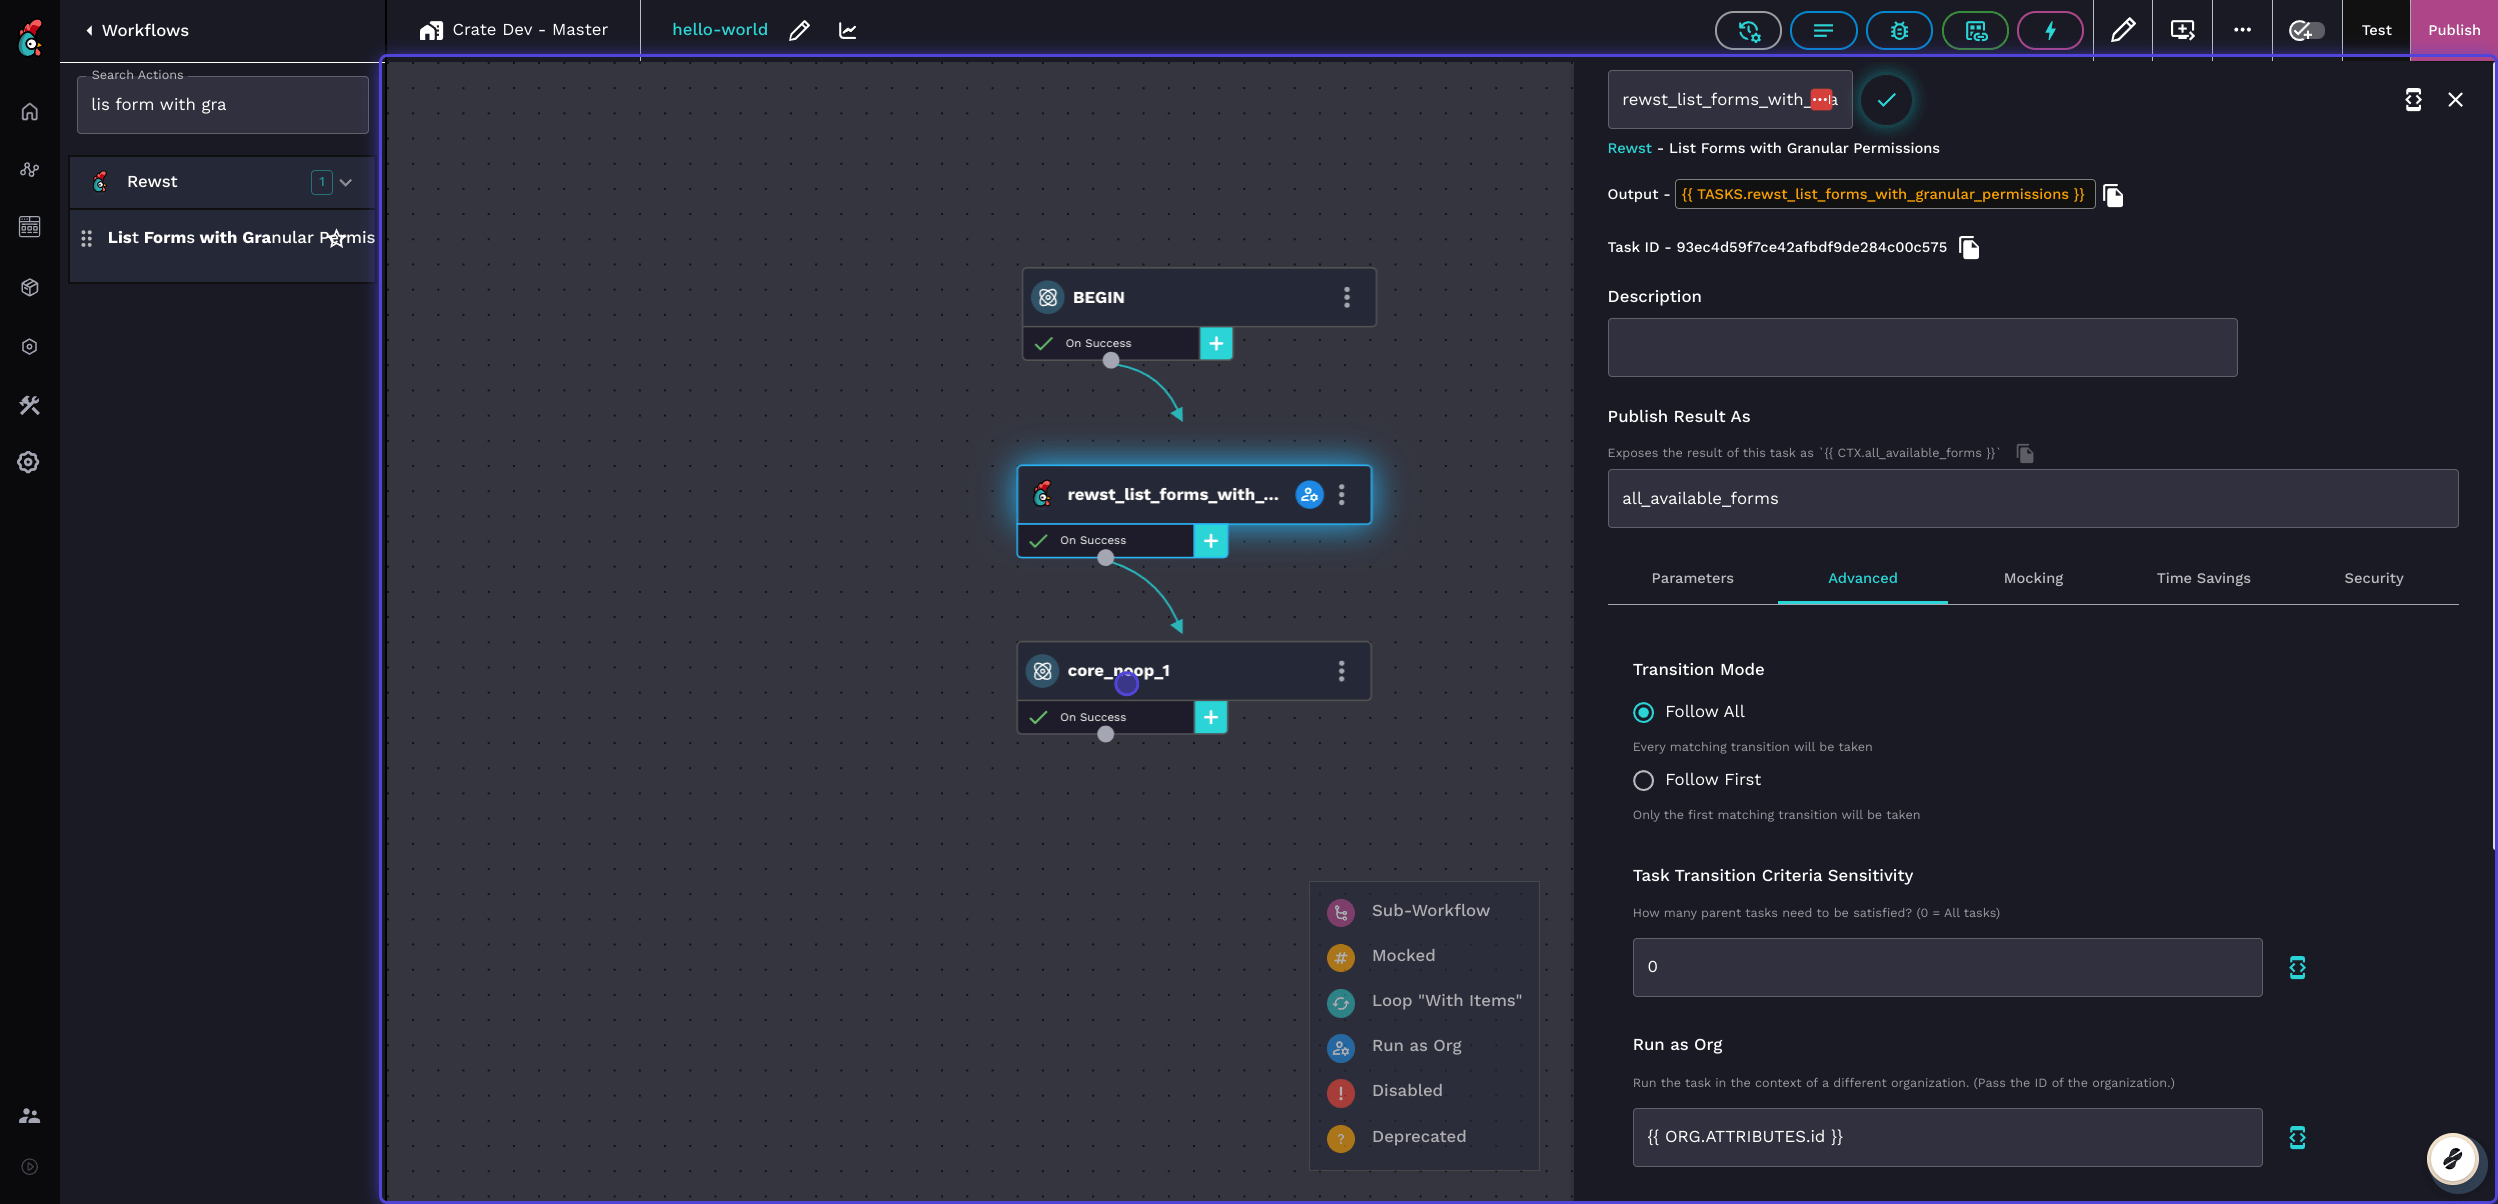 Workflows
Crate Dev - Master
hello-world
Test
Publish
Search Actions
lis form with gra
Rewst
1
List Forms with Granular Permis
BEGIN
On Success
rewst_list_forms_with_...
On Success
core_noop_1
On Success
Sub-Workflow
Mocked
Loop "With Items"
Run as Org
Disabled
Deprecated
rewst_list_forms_with_
Rewst - List Forms with Granular Permissions
Output - {{ TASKS.rewst_list_forms_with_granular_permissions }}
Task ID - 93ec4d59f7ce42afbdf9de284c00c575
Description
Publish Result As
Exposes the result of this task as `{{ CTX.all_available_forms }}`
all_available_forms
Parameters
Advanced
Mocking
Time Savings
Security
Transition Mode
Follow All
Every matching transition will be taken
Follow First
Only the first matching transition will be taken
Task Transition Criteria Sensitivity
How many parent tasks need to be satisfied? (0 = All tasks)
0
Run as Org
Run the task in the context of a different organization. (Pass the ID of the organization.)
{{ ORG.ATTRIBUTES.id }}